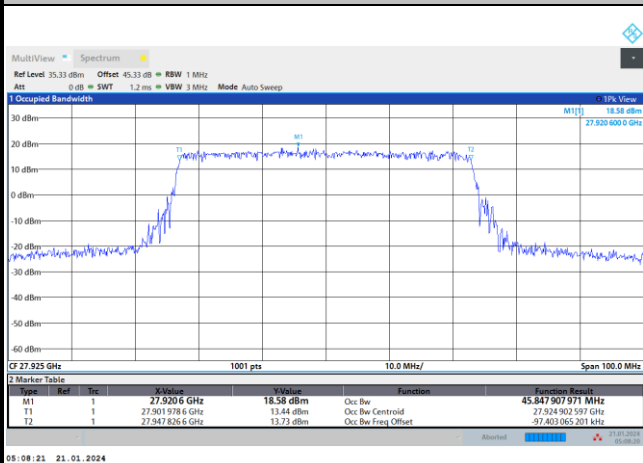 MultiView Spectrum
Ref Level 35.33 dBm Offset 45.33 dB RBW 1 MHz
Att 0 dB SWT 1.2 ms VBW 3 MHz Mode Auto Sweep
1 Occupied Bandwidth 1Pk View
M1[1] 18.58 dBm
27.920 600 0 GHz
30 dBm
20 dBm
M1
T1 T2
10 dBm
0 dBm
-10 dBm
-20 dBm
-30 dBm
-40 dBm
-50 dBm
-60 dBm
CF 27.925 GHz 1001 pts 10.0 MHz/ Span 100.0 MHz
2 Marker Table
Type Ref Trc X-Value Y-Value Function Function Result
M1 1 27.9206 GHz 18.58 dBm Occ Bw 45.847 907 971 MHz
T1 1 27.901 978 6 GHz 13.44 dBm Occ Bw Centroid 27.924 902 597 GHz
T2 1 27.947 826 6 GHz 13.73 dBm Occ Bw Freq Offset -97.403 065 201 kHz
Aborted 21.01.2024
05:08:20
05:08:21 21.01.2024